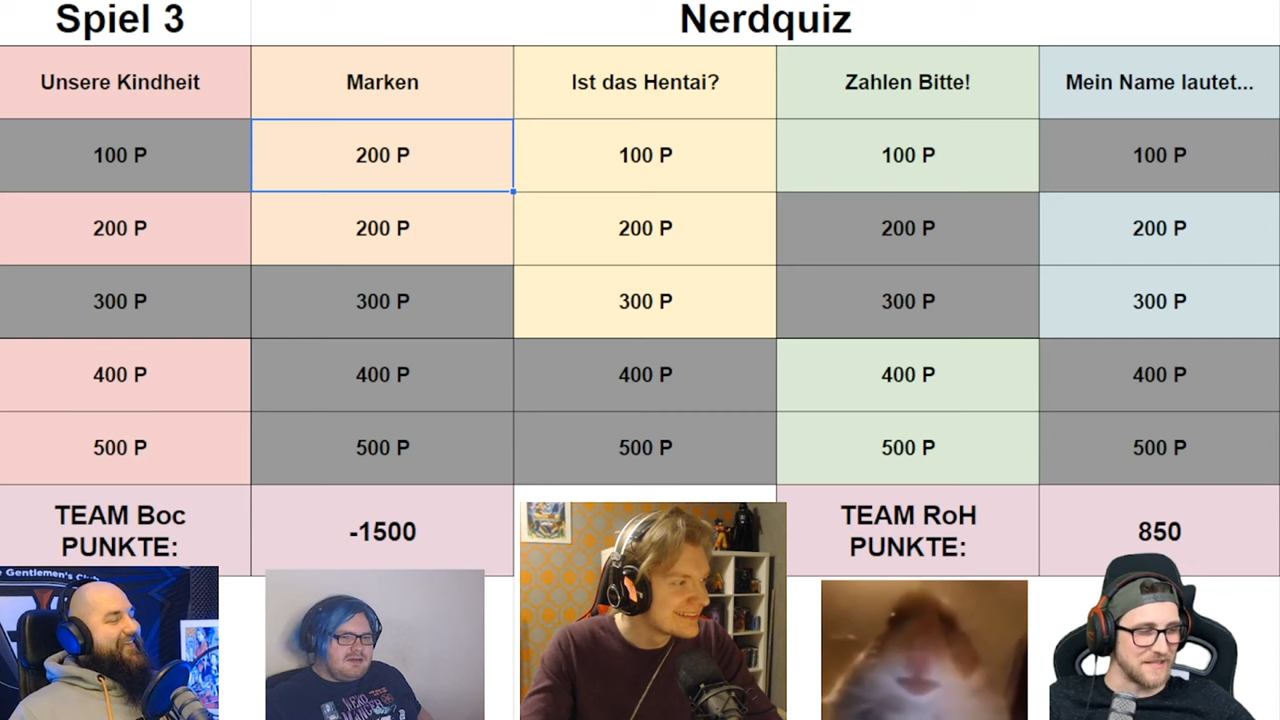 Spiel 3 Nerdquiz
Unsere Kindheit Marken Ist das Hentai? Zahlen Bitte! Mein Name lautet...
100 P 200 P 100 P 100 P 100 P
200 P 200 P 200 P 200 P 200 P
300 P 300 P 300 P 300 P 300 P
400 P 400 P 400 P 400 P 400 P
500 P 500 P 500 P 500 P 500 P
TEAM Boc
PUNKTE:
-1500
TEAM RoH
PUNKTE:
850
e Gentlemen's Club